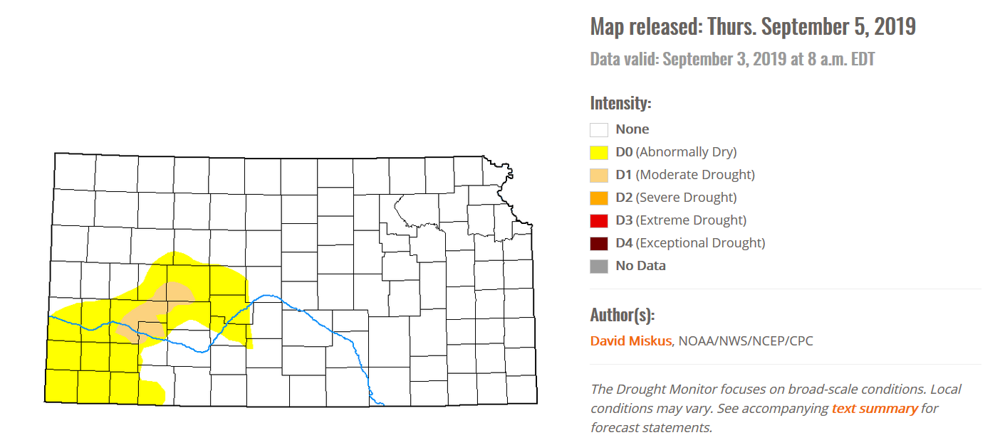 Map released: Thurs. September 5, 2019
Data valid: September 3, 2019 at 8 a.m. EDT
Intensity:
None
D0 (Abnormally Dry)
D1 (Moderate Drought)
D2 (Severe Drought)
D3 (Extreme Drought)
D4 (Exceptional Drought)
No Data
Author(s):
David Miskus, NOAA/NWS/NCEP/CPC
The Drought Monitor focuses on broad-scale conditions. Local
conditions may vary. See accompanying text summary for
forecast statements.